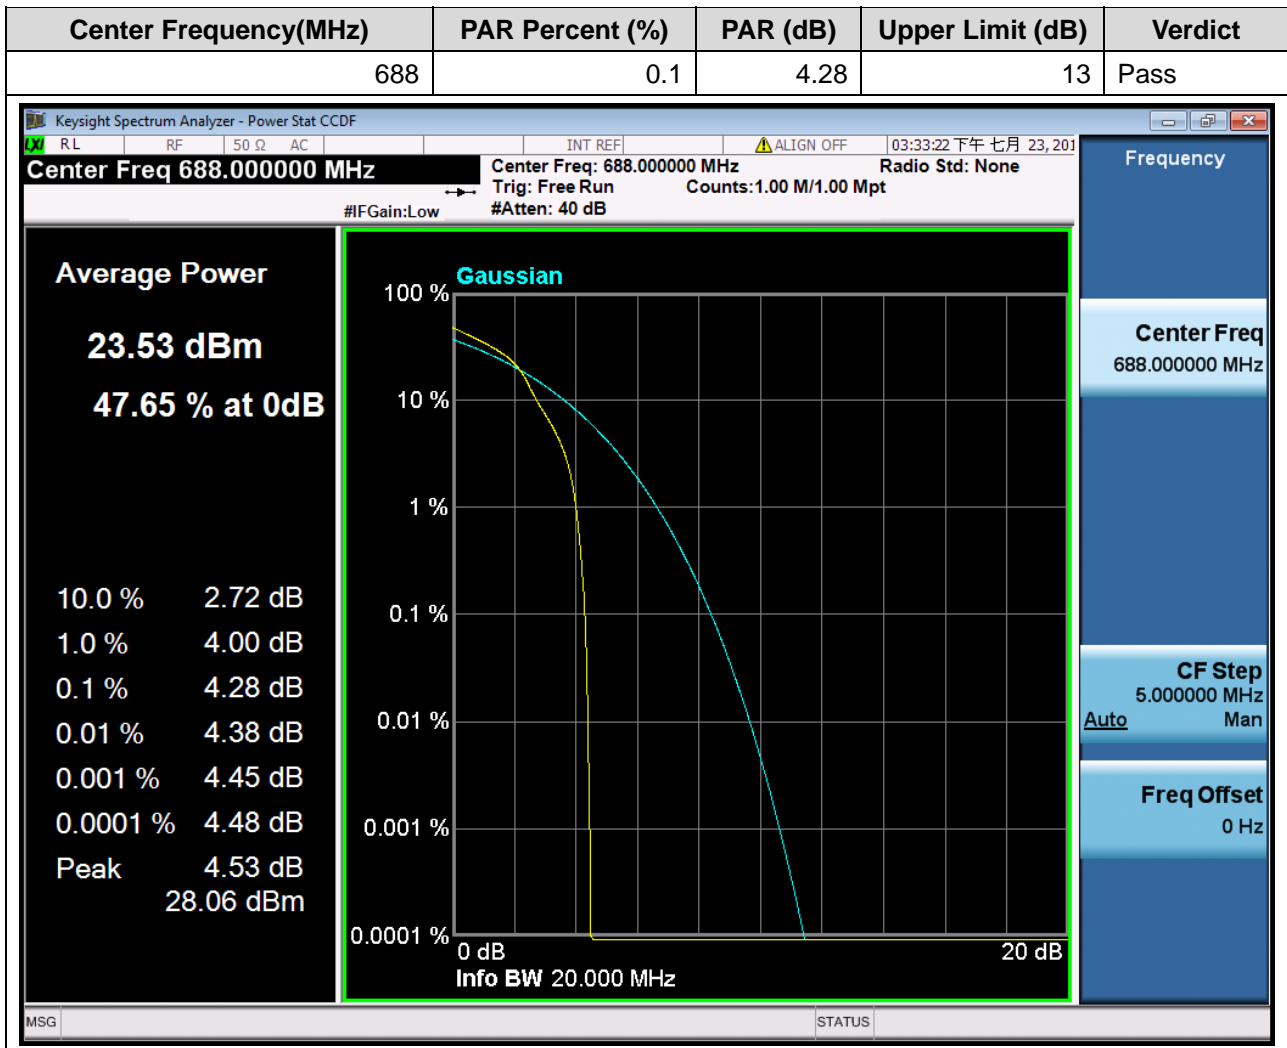 Center Frequency(MHz) PAR Percent (%) PAR (dB) Upper Limit (dB) Verdict
688 0.1 4.28 13 Pass
Keysight Spectrum Analyzer - Power Stat CCDF
LXI RL RF 50 Ω AC INT REF ALIGN OFF 03:33:22 下午 七月 23, 201
Center Freq 688.000000 MHz
Center Freq: 688.000000 MHz Radio Std: None
Trig: Free Run Counts:1.00 M/1.00 Mpt
#IFGain:Low #Atten: 40 dB
Frequency
Average Power
23.53 dBm
47.65 % at 0dB
10.0 % 2.72 dB
1.0 % 4.00 dB
0.1 % 4.28 dB
0.01 % 4.38 dB
0.001 % 4.45 dB
0.0001 % 4.48 dB
Peak 4.53 dB
28.06 dBm
Gaussian
100 %
10 %
1 %
0.1 %
0.01 %
0.001 %
0.0001 %
0 dB 20 dB
Info BW 20.000 MHz
Center Freq
688.000000 MHz
CF Step
5.000000 MHz
Auto Man
Freq Offset
0 Hz
MSG STATUS